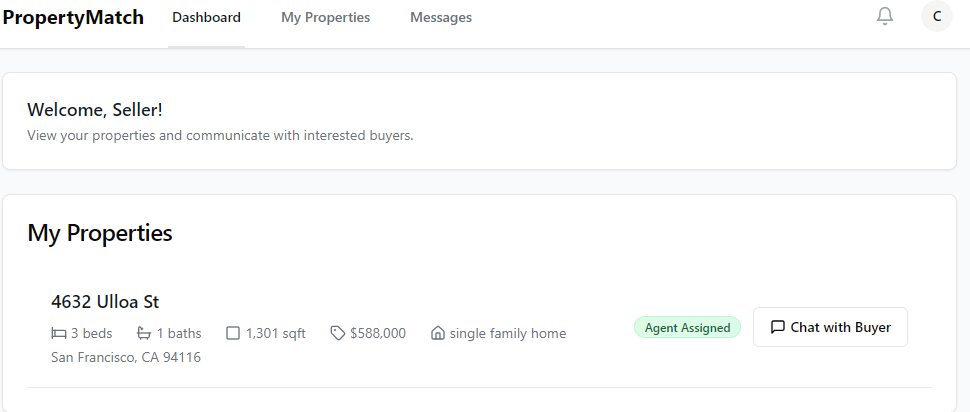 PropertyMatch Dashboard My Properties Messages C
Welcome, Seller!
View your properties and communicate with interested buyers.
My Properties
4632 Ulloa St
3 beds 1 baths 1,301 sqft $588,000 single family home
San Francisco, CA 94116
Agent Assigned Chat with Buyer